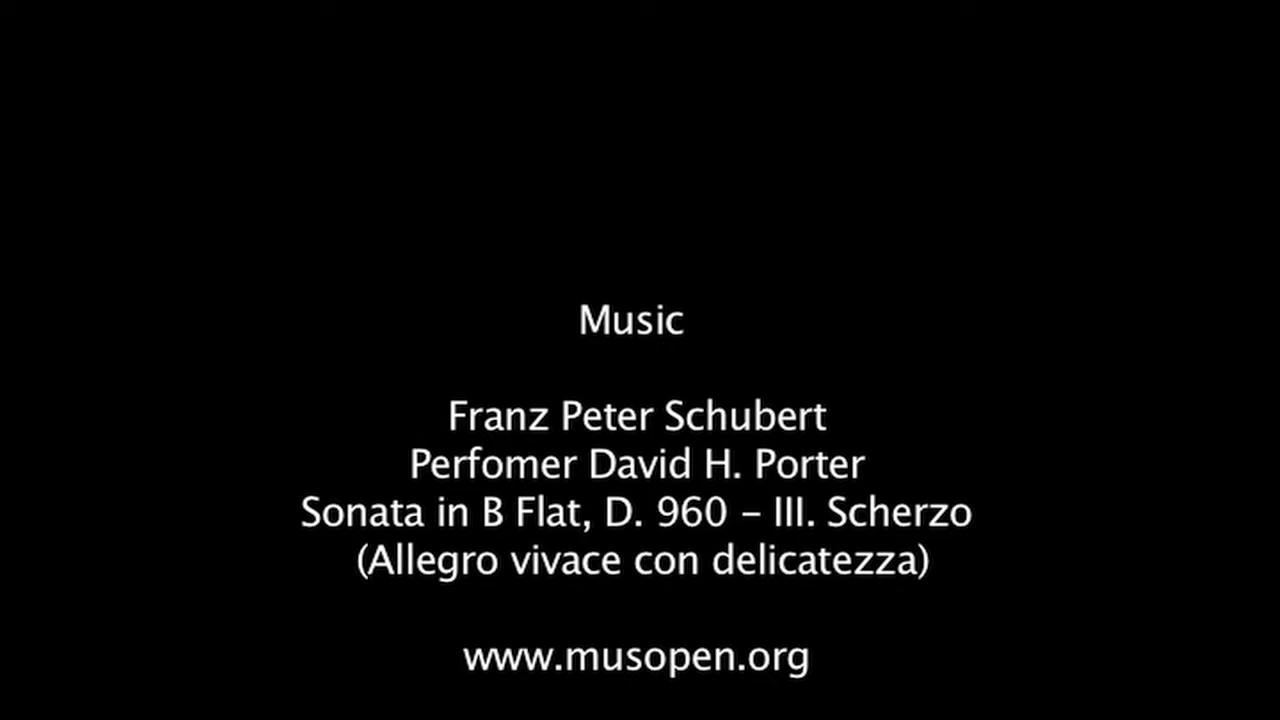 Music
Franz Peter Schubert
Perfomer David H. Porter
Sonata in B Flat, D. 960 – III. Scherzo
(Allegro vivace con delicatezza)
www.musopen.org